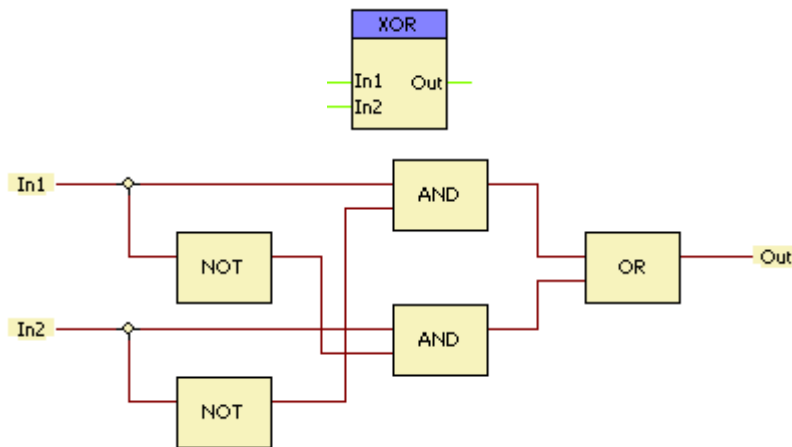 XOR
In1 Out
In2
In1
AND
NOT
OR
Out
In2
AND
NOT